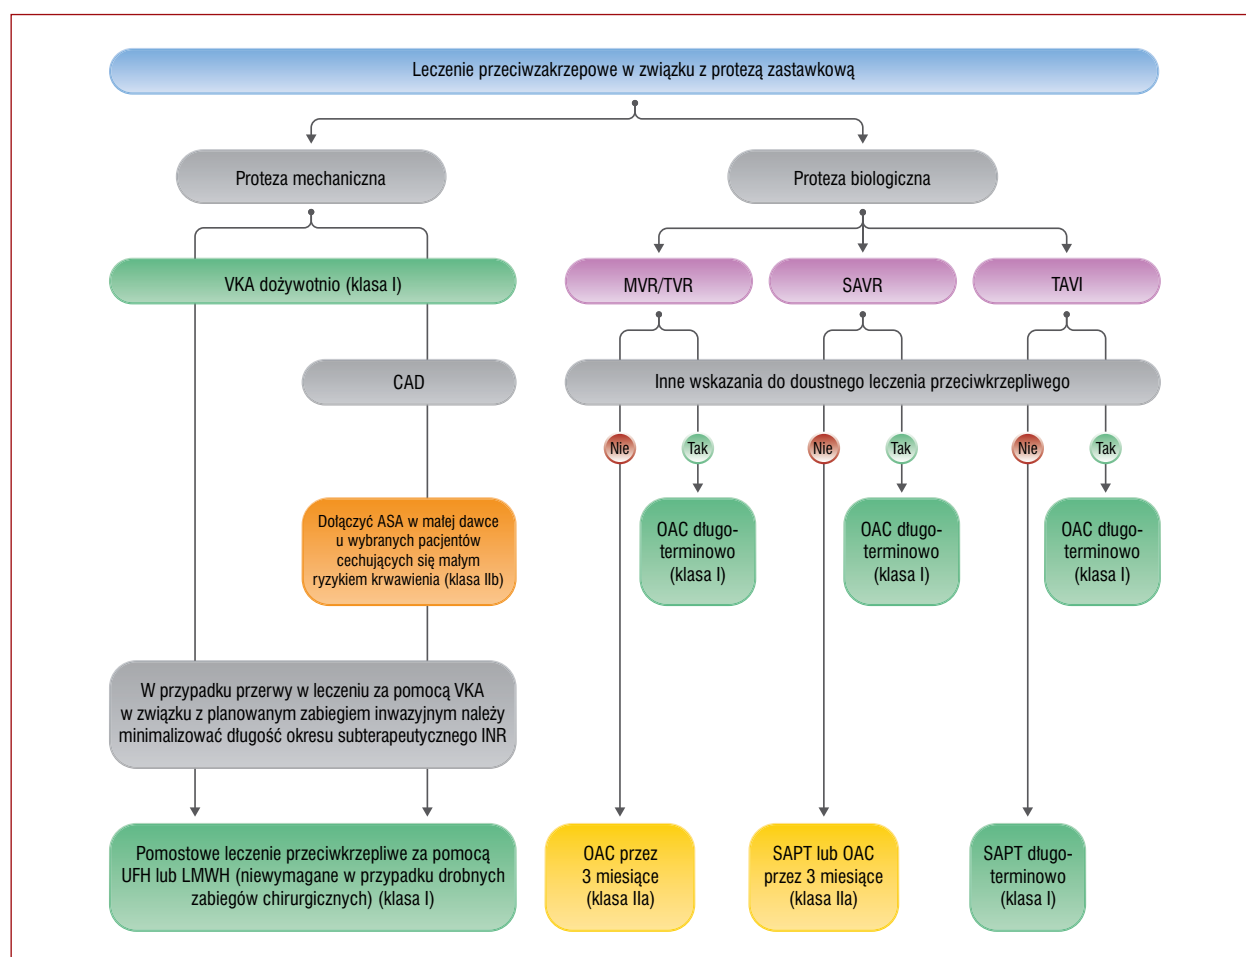 Leczenie przeciwzakrzepowe w związku z protezą zastawkową
Proteza mechaniczna
Proteza biologiczna
VKA dożywotnio (klasa I)
MVR/TVR
SAVR
TAVI
CAD
Inne wskazania do doustnego leczenia przeciwkrzepliwego
Nie
Tak
Nie
Tak
Nie
Tak
Dołączyć ASA w małej dawce
u wybranych pacjentów
cechujących się małym
ryzykiem krwawienia (klasa IIb)
OAC długo-
terminowo
(klasa I)
OAC długo-
terminowo
(klasa I)
OAC długo-
terminowo
(klasa I)
W przypadku przerwy w leczeniu za pomocą VKA
w związku z planowanym zabiegiem inwazyjnym należy
minimalizować długość okresu subterapeutycznego INR
Pomostowe leczenie przeciwkrzepliwe za pomocą
UFH lub LMWH (niewymagane w przypadku drobnych
zabiegów chirurgicznych) (klasa I)
OAC przez
3 miesiące
(klasa IIa)
SAPT lub OAC
przez 3 miesiące
(klasa IIa)
SAPT długo-
terminowo
(klasa I)